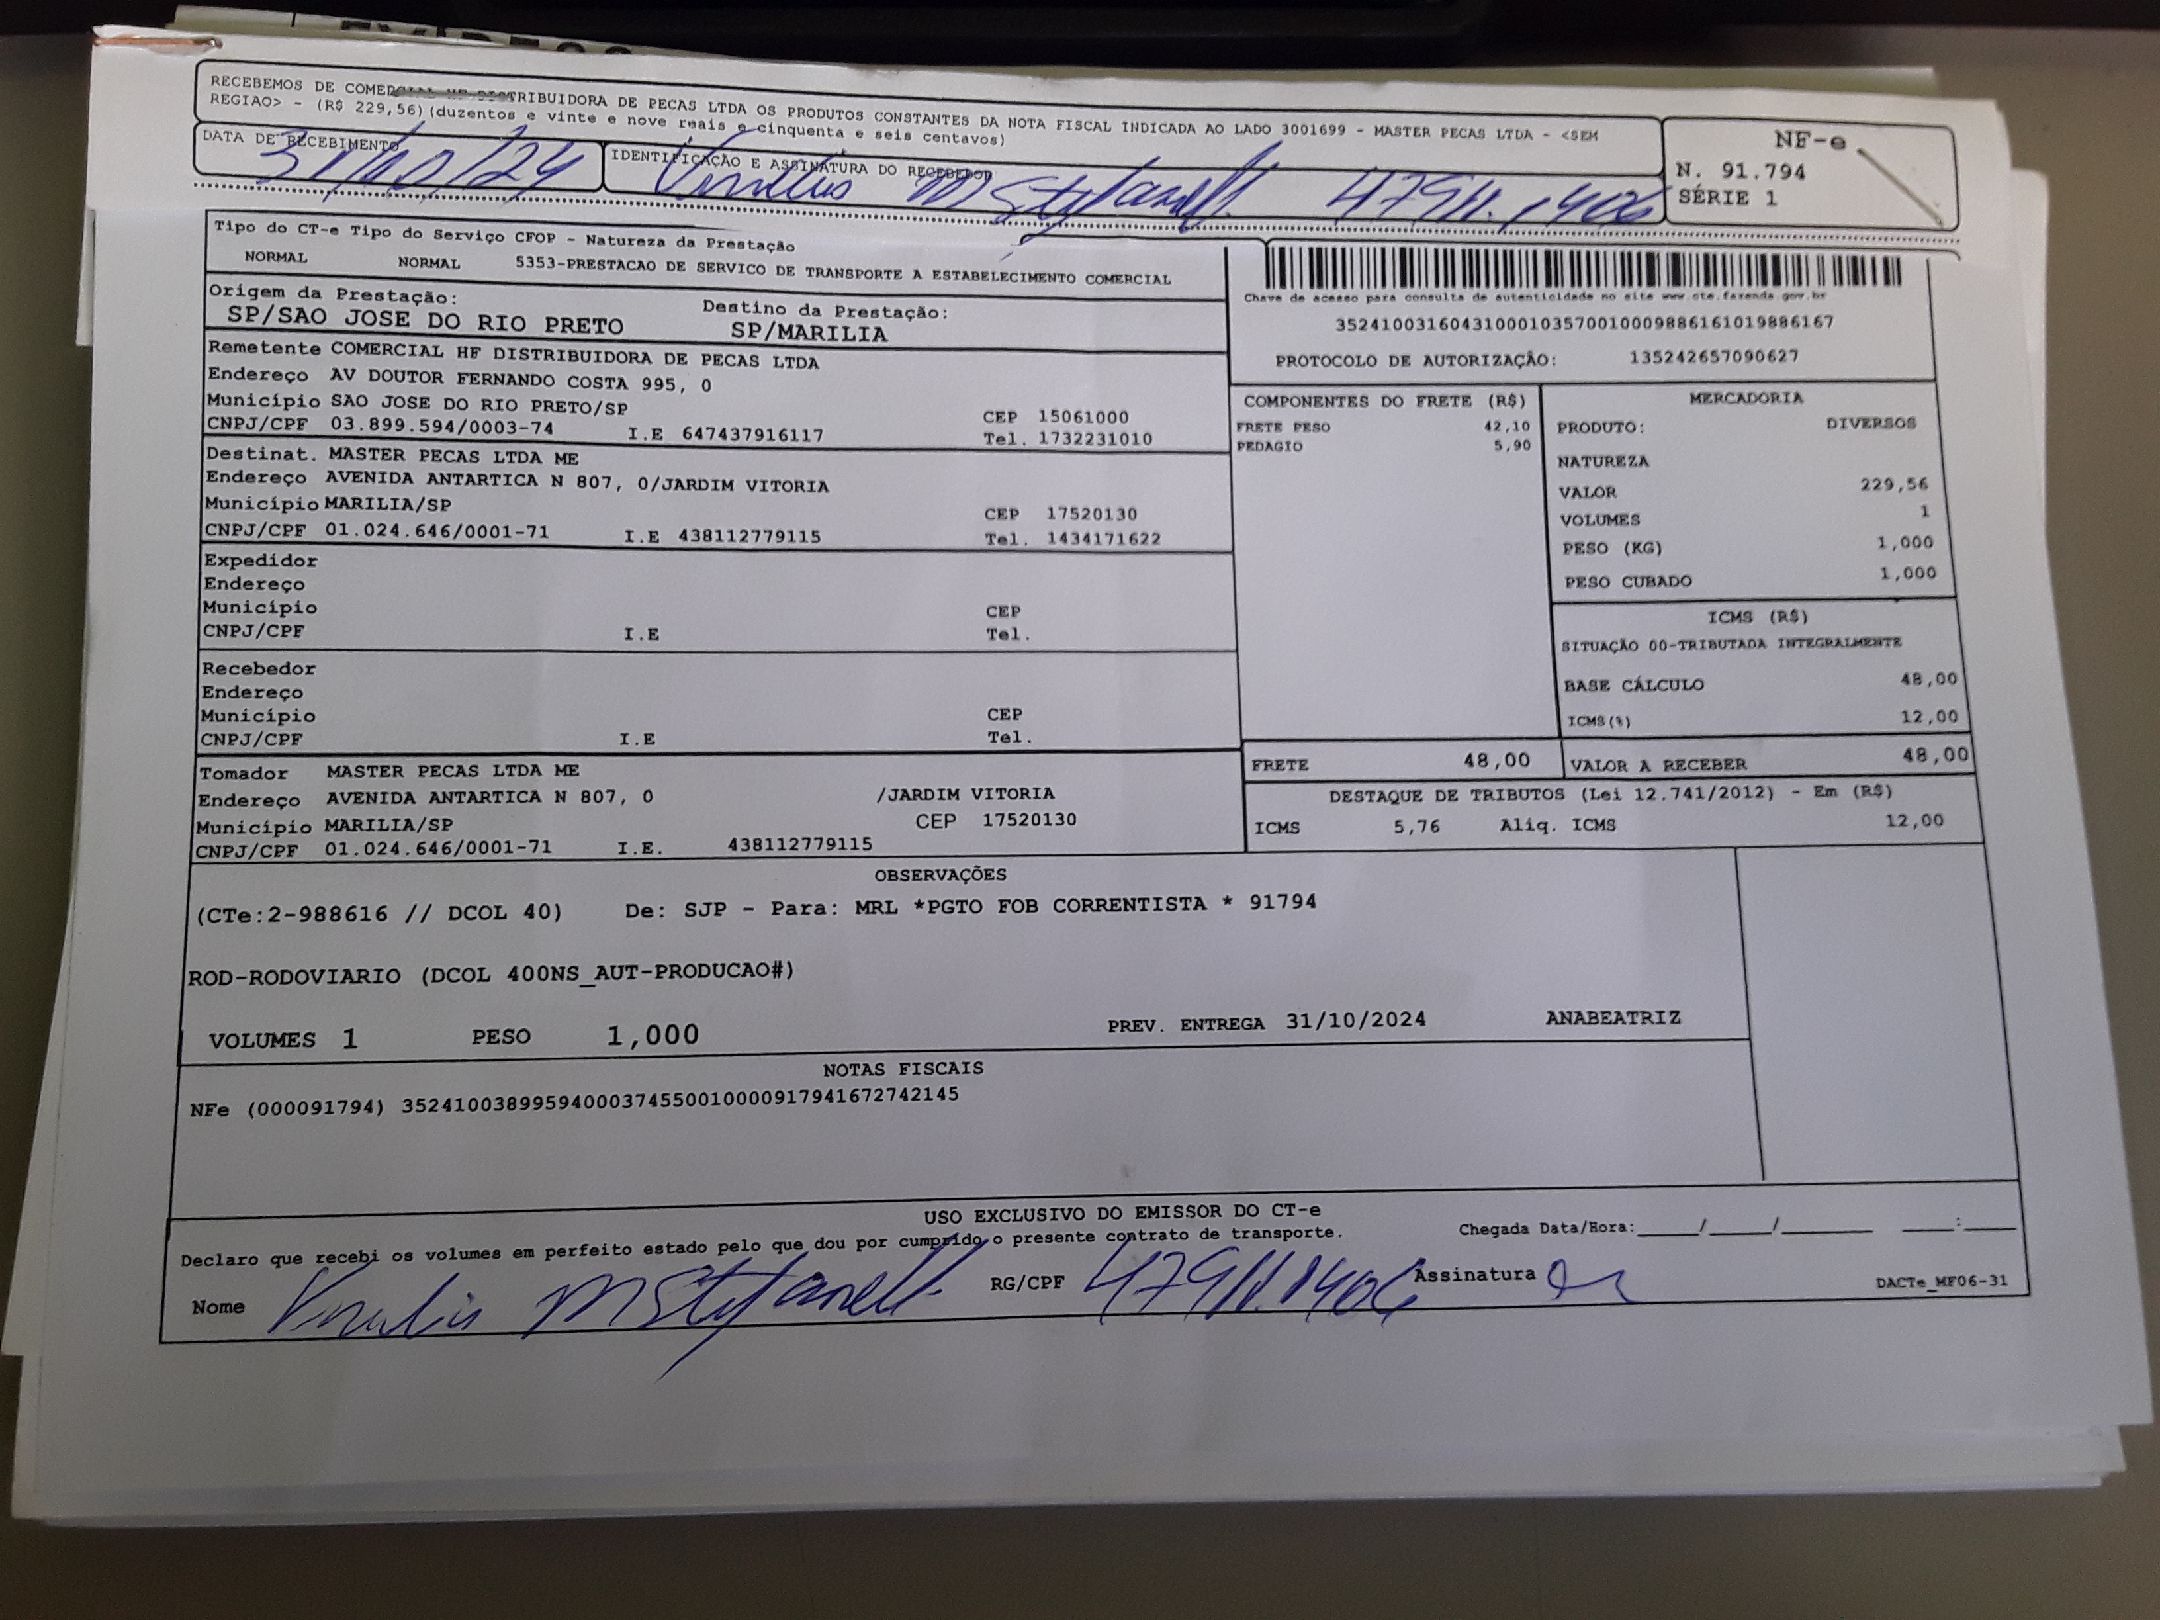 RECEBEMOS DE COMERCIAL HF DISTRIBUIDORA DE PECAS LTDA OS PRODUTOS CONSTANTES DA NOTA FISCAL INDICADA AO LADO 3001699 - MASTER PECAS LTDA - <SEM
REGIAO> - (R$ 229,56)(duzentos e vinte e nove reais e cinquenta e seis centavos)
DATA DE RECEBIMENTO
31/10/24
IDENTIFICAÇÃO E ASSINATURA DO RECEBEDOR
NF-e
N. 91.794
SÉRIE 1
Tipo do CT-e Tipo do Serviço CFOP - Natureza da Prestação
NORMAL NORMAL 5353-PRESTACAO DE SERVICO DE TRANSPORTE A ESTABELECIMENTO COMERCIAL
Origem da Prestação: Destino da Prestação:
SP/SAO JOSE DO RIO PRETO SP/MARILIA
Chave de acesso para consulta de autenticidade no site www.cte.fazenda.gov.br
35241003160431000103570010009886161019886167
PROTOCOLO DE AUTORIZAÇÃO: 135242657090627
Remetente COMERCIAL HF DISTRIBUIDORA DE PECAS LTDA
Endereço AV DOUTOR FERNANDO COSTA 995, 0
Município SAO JOSE DO RIO PRETO/SP CEP 15061000
CNPJ/CPF 03.899.594/0003-74 I.E 647437916117 Tel. 1732231010
Destinat. MASTER PECAS LTDA ME
Endereço AVENIDA ANTARTICA N 807, 0/JARDIM VITORIA
Município MARILIA/SP CEP 17520130
CNPJ/CPF 01.024.646/0001-71 I.E 438112779115 Tel. 1434171622
Expedidor
Endereço
Município CEP
CNPJ/CPF I.E Tel.
Recebedor
Endereço
Município CEP
CNPJ/CPF I.E Tel.
Tomador MASTER PECAS LTDA ME
Endereço AVENIDA ANTARTICA N 807, 0 /JARDIM VITORIA
Município MARILIA/SP CEP 17520130
CNPJ/CPF 01.024.646/0001-71 I.E. 438112779115
COMPONENTES DO FRETE (R$)
FRETE PESO 42,10
PEDAGIO 5,90
MERCADORIA
PRODUTO: DIVERSOS
NATUREZA
VALOR 229,56
VOLUMES 1
PESO (KG) 1,000
PESO CUBADO 1,000
ICMS (R$)
SITUAÇÃO 00-TRIBUTADA INTEGRALMENTE
BASE CÁLCULO 48,00
ICMS(%) 12,00
FRETE 48,00 VALOR A RECEBER 48,00
DESTAQUE DE TRIBUTOS (Lei 12.741/2012) - Em (R$)
ICMS 5,76 Aliq. ICMS 12,00
OBSERVAÇÕES
(CTe:2-988616 // DCOL 40) De: SJP - Para: MRL *PGTO FOB CORRENTISTA * 91794
ROD-RODOVIARIO (DCOL 400NS_AUT-PRODUCAO#)
VOLUMES 1 PESO 1,000 PREV. ENTREGA 31/10/2024 ANABEATRIZ
NOTAS FISCAIS
NFe (000091794) 35241003899594000374550010000917941672742145
USO EXCLUSIVO DO EMISSOR DO CT-e
Declaro que recebi os volumes em perfeito estado pelo que dou por cumprido o presente contrato de transporte.
Chegada Data/Hora:____/____/______ ____:____
Nome RG/CPF Assinatura
DACTe_MF06-31